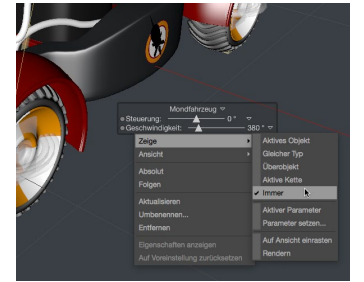 Mondfahrzeug
Steuerung: 0 °
Geschwindigkeit: 380 °
Zeige
Ansicht
Absolut
Folgen
Aktualisieren
Umbenennen...
Entfernen
Eigenschaften anzeigen
Auf Voreinstellung zurücksetzen
Aktives Objekt
Gleicher Typ
Überobjekt
Aktive Kette
✓ Immer
Aktiver Parameter
Parameter setzen...
Auf Ansicht einrasten
Rendern